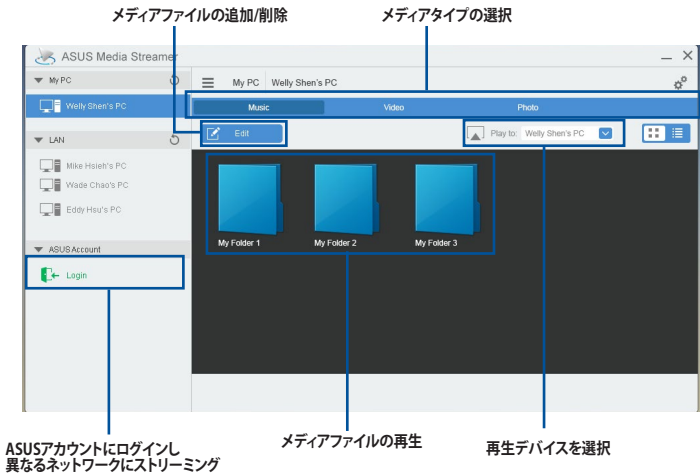 メディアファイルの追加/削除
メディアタイプの選択
ASUS Media Streamer
My PC
My PC Welly Shen's PC
Welly Shen's PC
Music Video Photo
Edit
Play to: Welly Shen's PC
LAN
Mike Hsieh's PC
Wade Chao's PC
Eddy Hsu's PC
My Folder 1 My Folder 2 My Folder 3
ASUS Account
Login
ASUSアカウントにログインし
異なるネットワークにストリーミング
メディアファイルの再生
再生デバイスを選択